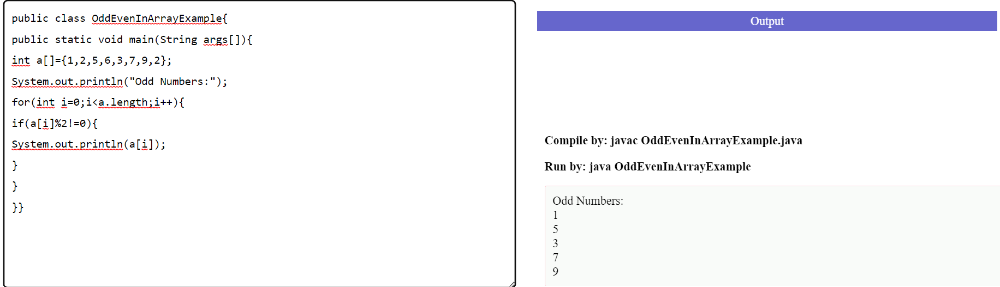 public class OddEvenInArrayExample{
public static void main(String args[]){
int a[]={1,2,5,6,3,7,9,2};
System.out.println("Odd Numbers:");
for(int i=0;i<a.length;i++){
if(a[i]%2!=0){
System.out.println(a[i]);
}
}
}}
Output
Compile by: javac OddEvenInArrayExample.java
Run by: java OddEvenInArrayExample
Odd Numbers:
1
5
3
7
9